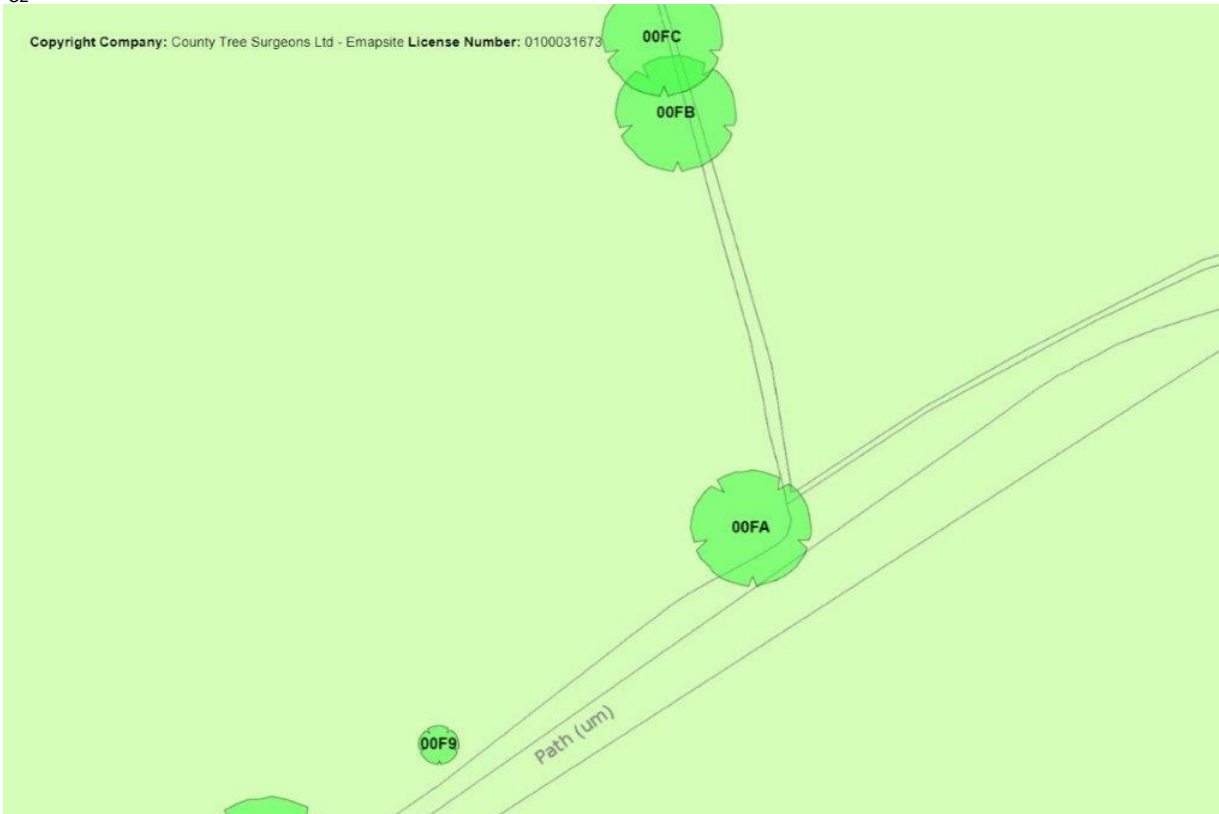 Copyright Company: County Tree Surgeons Ltd - Emapsite License Number: 0100031673
00FC
00FB
00FA
Path (um)
00F9